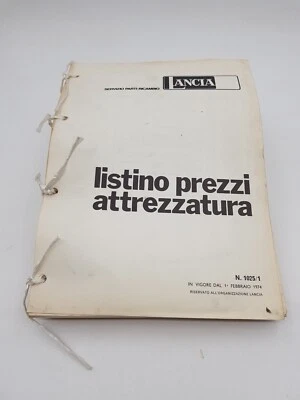 SERVIZIO PARTI RICAMBIO LANCIA
listino prezzi
attrezzatura
N. 1025/1
IN VIGORE DAL 1° FEBBRAIO 1974
RISERVATO ALL'ORGANIZZAZIONE LANCIA